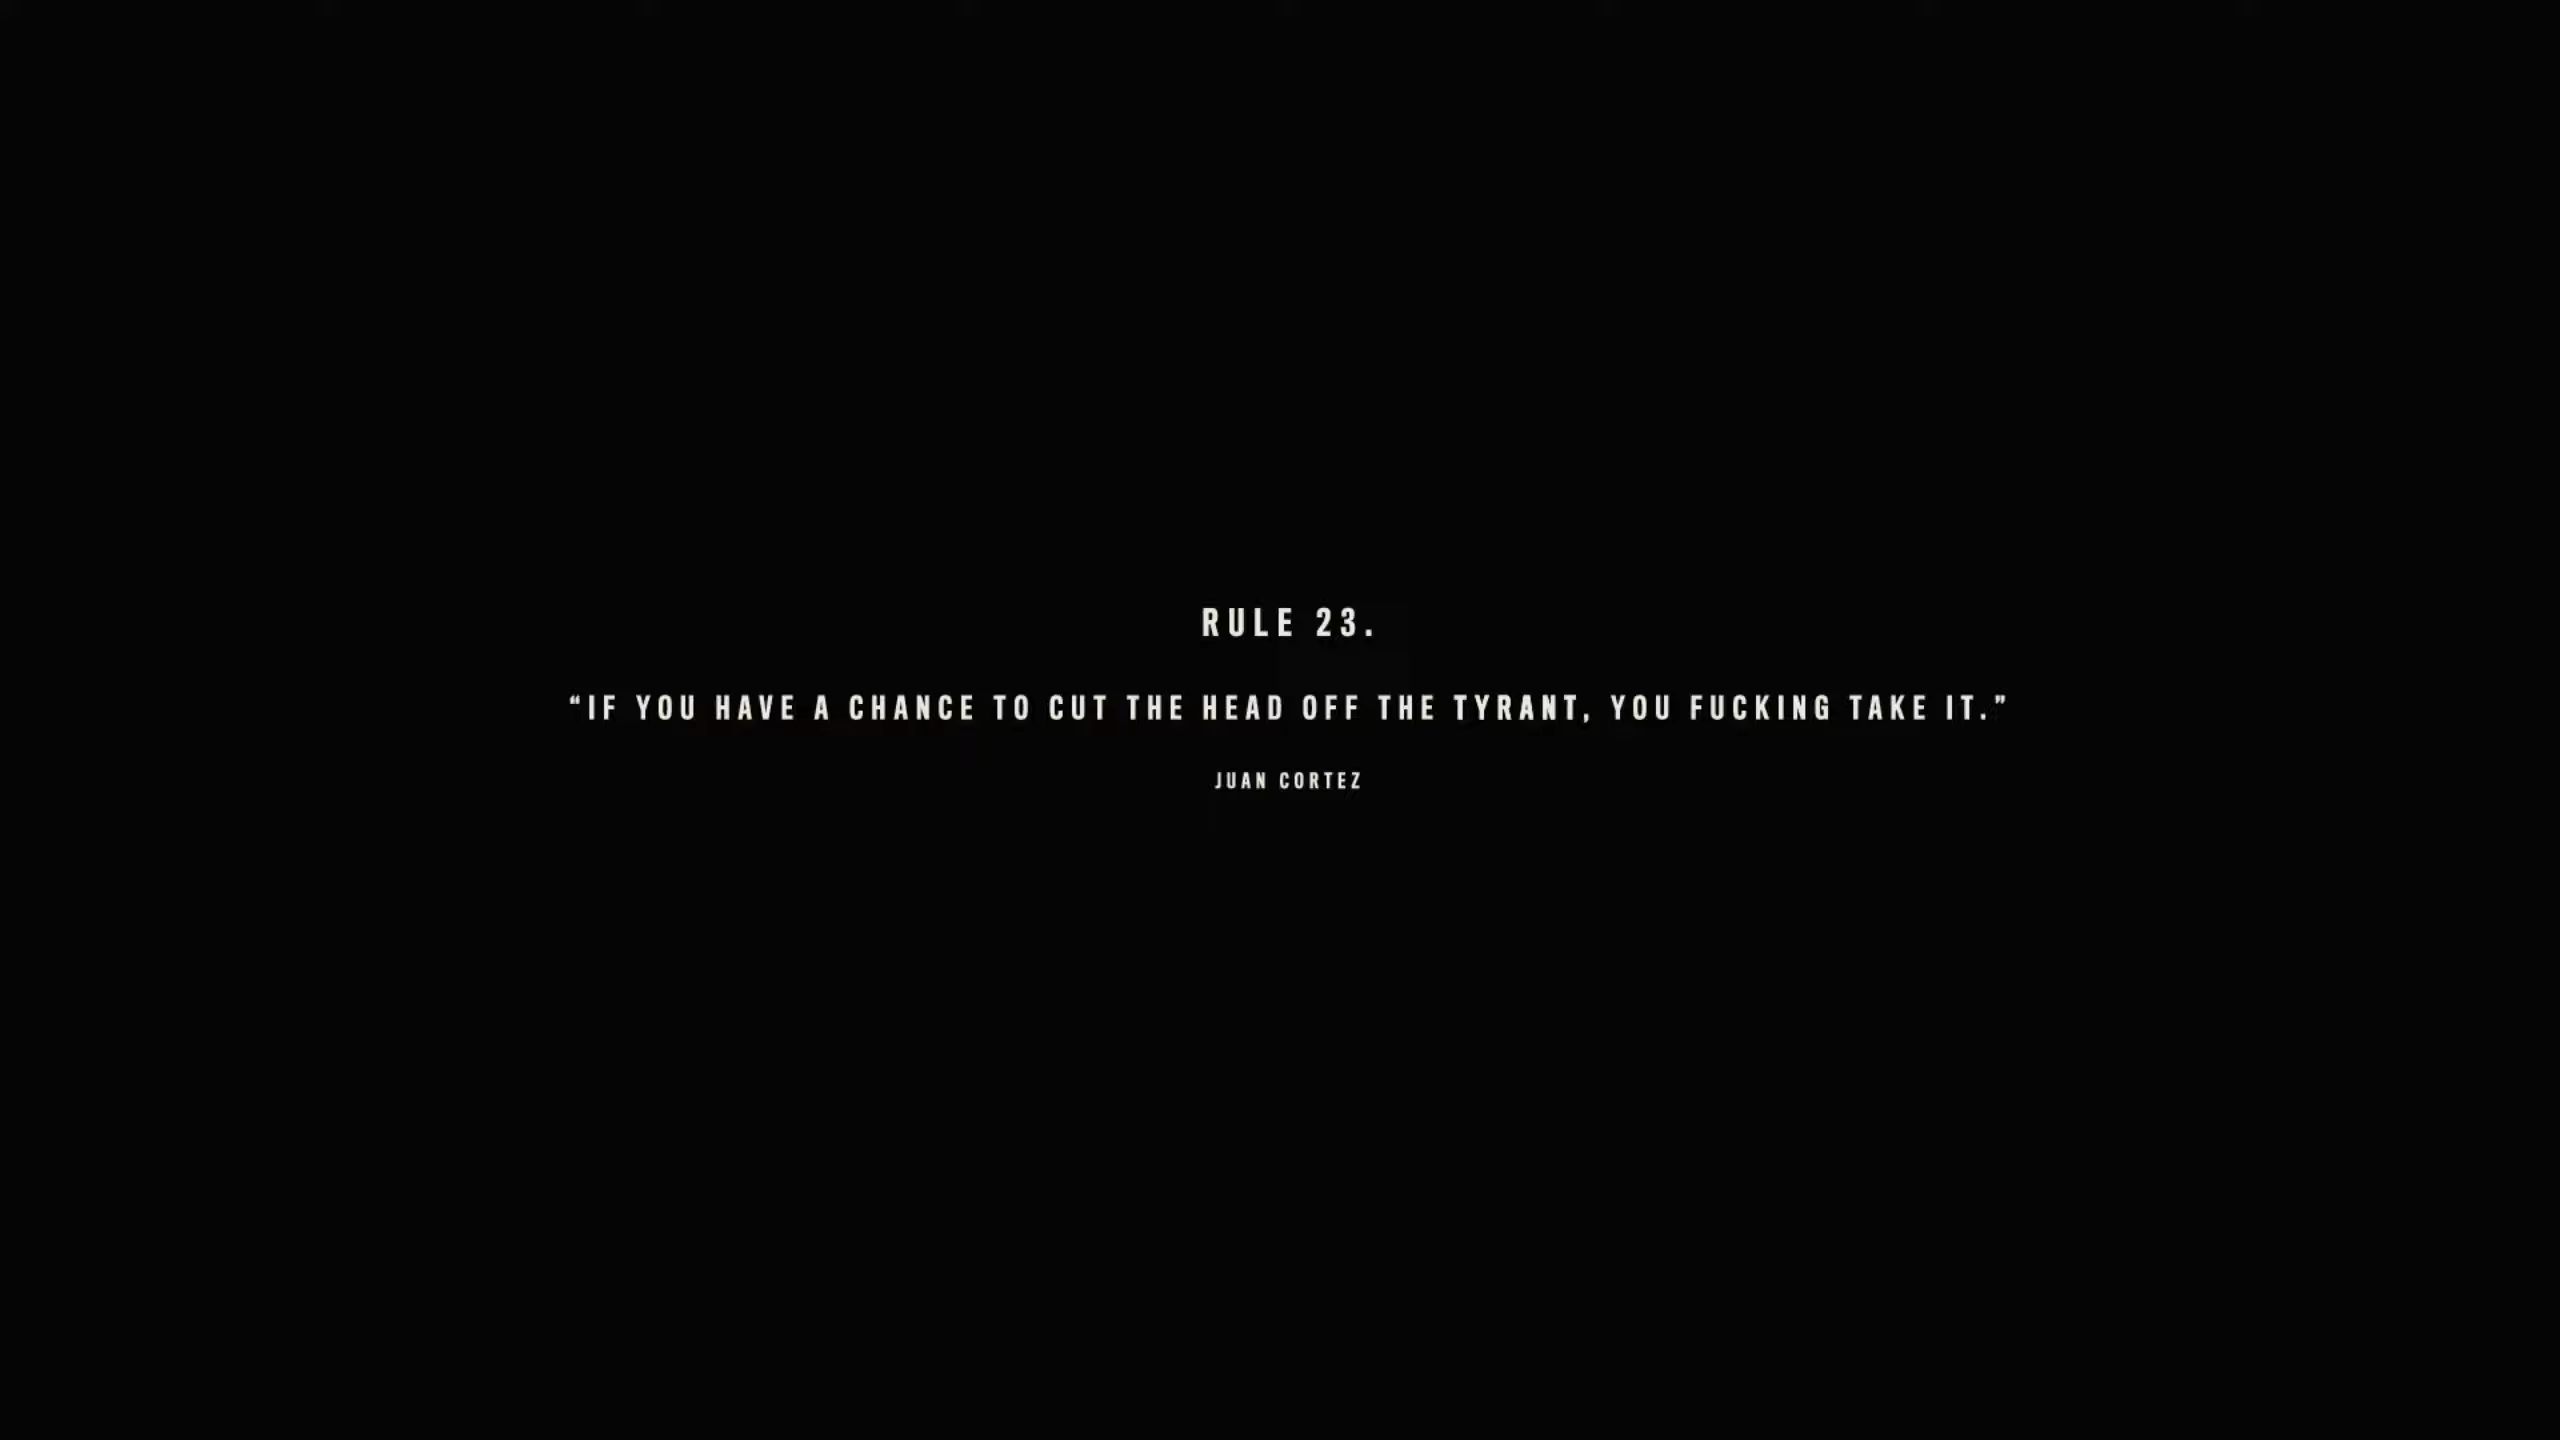 RULE 23.
“IF YOU HAVE A CHANCE TO CUT THE HEAD OFF THE TYRANT, YOU FUCKING TAKE IT.”
JUAN CORTEZ